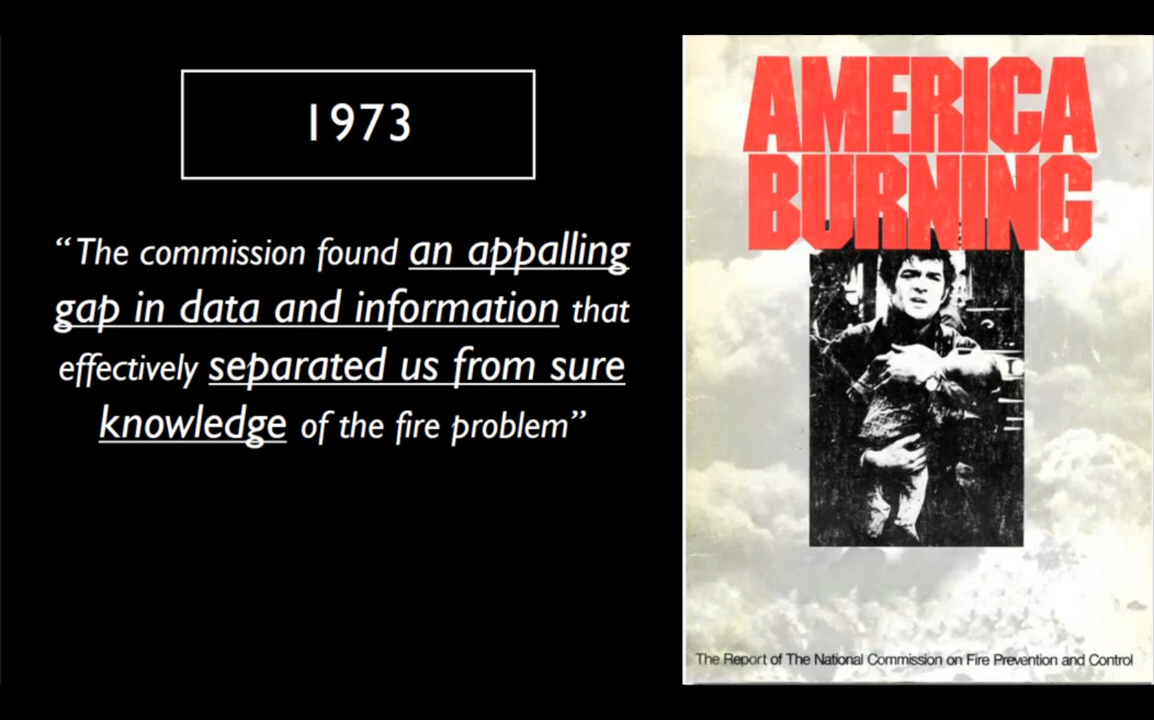 1973
“The commission found an appalling
gap in data and information that
effectively separated us from sure
knowledge of the fire problem”
AMERICA
BURNING
The Report of The National Commission on Fire Prevention and Control